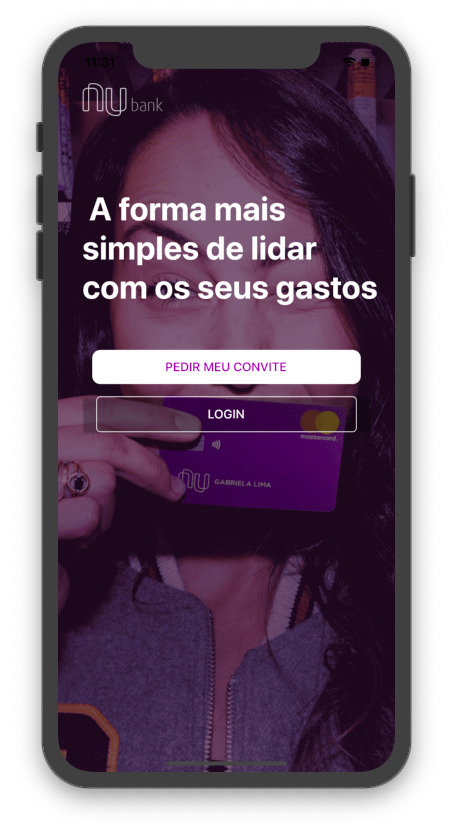 11:31
nu bank
A forma mais
simples de lidar
com os seus gastos
PEDIR MEU CONVITE
LOGIN
mastercard.
nu GABRIELA LIMA